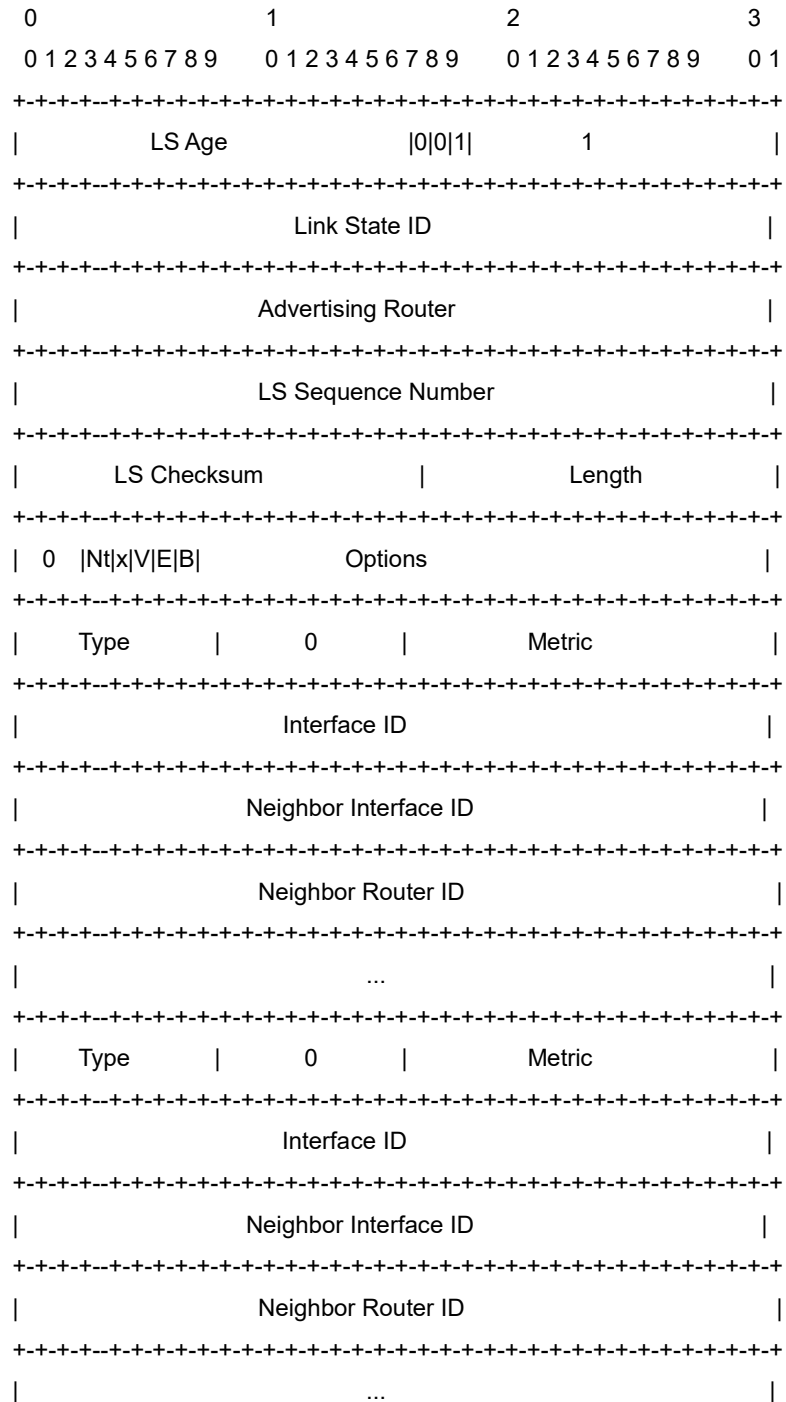 0 1 2 3
0 1 2 3 4 5 6 7 8 9 0 1 2 3 4 5 6 7 8 9 0 1 2 3 4 5 6 7 8 9 0 1
+-+-+-+--+-+-+-+-+-+-+-+-+-+-+-+-+-+-+-+-+-+-+-+-+-+-+-+-+-+-+-+
| LS Age |0|0|1| 1 |
+-+-+-+--+-+-+-+-+-+-+-+-+-+-+-+-+-+-+-+-+-+-+-+-+-+-+-+-+-+-+-+
| Link State ID |
+-+-+-+--+-+-+-+-+-+-+-+-+-+-+-+-+-+-+-+-+-+-+-+-+-+-+-+-+-+-+-+
| Advertising Router |
+-+-+-+--+-+-+-+-+-+-+-+-+-+-+-+-+-+-+-+-+-+-+-+-+-+-+-+-+-+-+-+
| LS Sequence Number |
+-+-+-+--+-+-+-+-+-+-+-+-+-+-+-+-+-+-+-+-+-+-+-+-+-+-+-+-+-+-+-+
| LS Checksum | Length |
+-+-+-+--+-+-+-+-+-+-+-+-+-+-+-+-+-+-+-+-+-+-+-+-+-+-+-+-+-+-+-+
| 0 |Nt|x|V|E|B| Options |
+-+-+-+--+-+-+-+-+-+-+-+-+-+-+-+-+-+-+-+-+-+-+-+-+-+-+-+-+-+-+-+
| Type | 0 | Metric |
+-+-+-+--+-+-+-+-+-+-+-+-+-+-+-+-+-+-+-+-+-+-+-+-+-+-+-+-+-+-+-+
| Interface ID |
+-+-+-+--+-+-+-+-+-+-+-+-+-+-+-+-+-+-+-+-+-+-+-+-+-+-+-+-+-+-+-+
| Neighbor Interface ID |
+-+-+-+--+-+-+-+-+-+-+-+-+-+-+-+-+-+-+-+-+-+-+-+-+-+-+-+-+-+-+-+
| Neighbor Router ID |
+-+-+-+--+-+-+-+-+-+-+-+-+-+-+-+-+-+-+-+-+-+-+-+-+-+-+-+-+-+-+-+
| ... |
+-+-+-+--+-+-+-+-+-+-+-+-+-+-+-+-+-+-+-+-+-+-+-+-+-+-+-+-+-+-+-+
| Type | 0 | Metric |
+-+-+-+--+-+-+-+-+-+-+-+-+-+-+-+-+-+-+-+-+-+-+-+-+-+-+-+-+-+-+-+
| Interface ID |
+-+-+-+--+-+-+-+-+-+-+-+-+-+-+-+-+-+-+-+-+-+-+-+-+-+-+-+-+-+-+-+
| Neighbor Interface ID |
+-+-+-+--+-+-+-+-+-+-+-+-+-+-+-+-+-+-+-+-+-+-+-+-+-+-+-+-+-+-+-+
| Neighbor Router ID |
+-+-+-+--+-+-+-+-+-+-+-+-+-+-+-+-+-+-+-+-+-+-+-+-+-+-+-+-+-+-+-+
| ... |